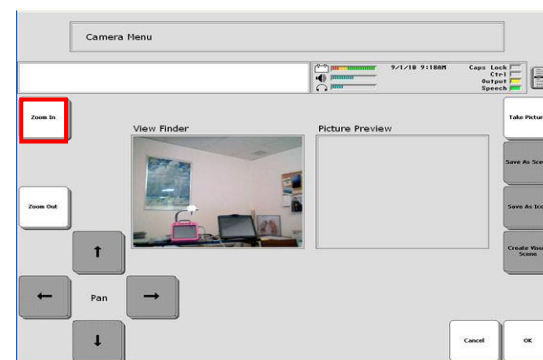 Camera Menu
9/1/10 9:18AM
Caps Lock
Ctrl
Output
Speech
Zoom In
Take Pictur
View Finder
Picture Preview
Save As Sce
Zoom Out
Save As Ico
Create Visu
Scene
Pan
Cancel
OK